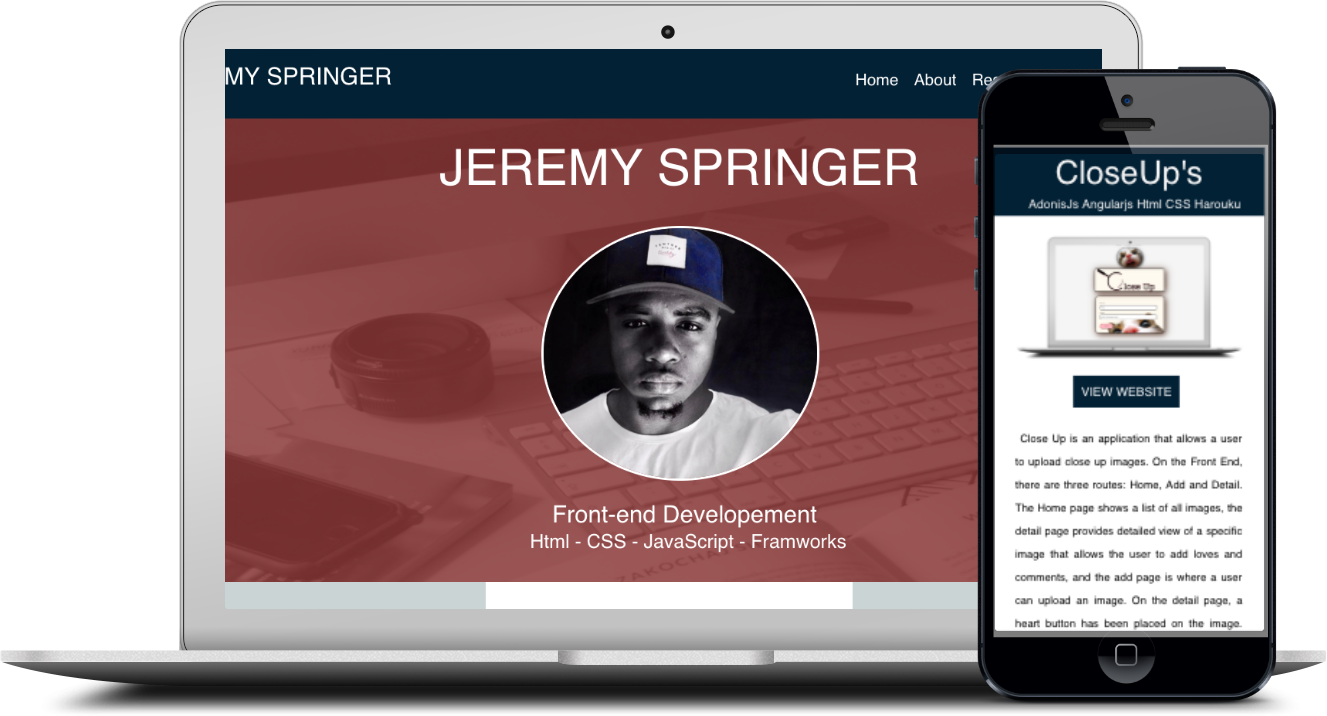 MY SPRINGER
Home About Res
JEREMY SPRINGER
Front-end Developement
Html - CSS - JavaScript - Framworks
CloseUp's
AdonisJs Angularjs Html CSS Harouku
Close Up
VIEW WEBSITE
Close Up is an application that allows a user
to upload close up images. On the Front End,
there are three routes: Home, Add and Detail.
The Home page shows a list of all images, the
detail page provides detailed view of a specific
image that allows the user to add loves and
comments, and the add page is where a user
can upload an image. On the detail page, a
heart button has been placed on the image.